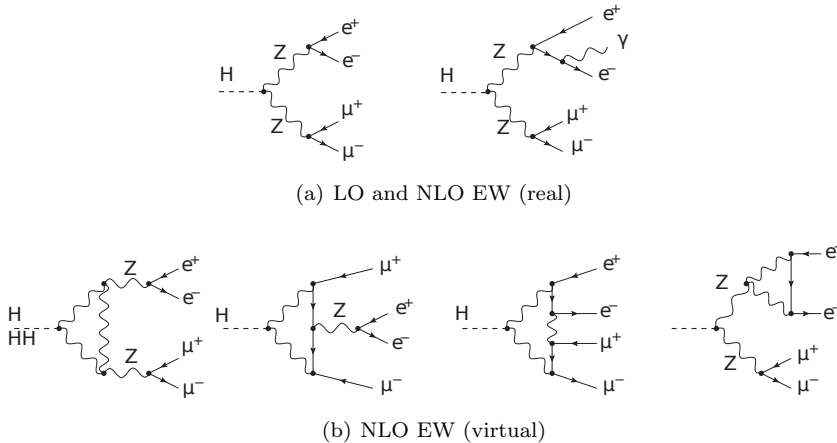 e⁺
Z
e⁻
H
Z
μ⁺
μ⁻
e⁺
γ
Z
e⁻
H
Z
μ⁺
μ⁻
(a) LO and NLO EW (real)
Z
e⁺
e⁻
H
HH
Z
μ⁺
μ⁻
μ⁺
H
Z
e⁺
e⁻
μ⁻
e⁺
e⁻
H
μ⁺
μ⁻
e⁻
Z
e⁻
Z
μ⁺
μ⁻
(b) NLO EW (virtual)